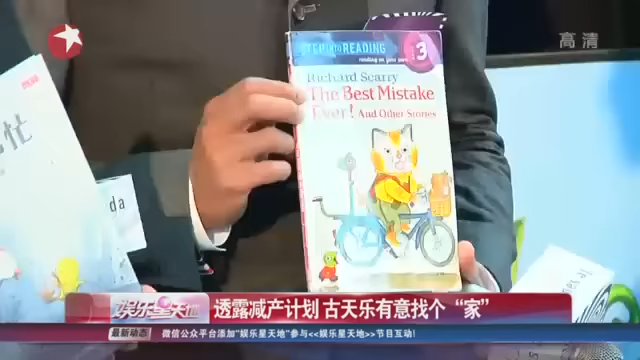 高清
STEP INTO READING
reading on your own
3
Richard Scarry
The Best Mistake
Ever! And Other Stories
忙
da
娱乐星天地
透露减产计划 古天乐有意找个“家”
最新动态
微信公众平台添加“娱乐星天地”参与<<娱乐星天地>>节目互动!